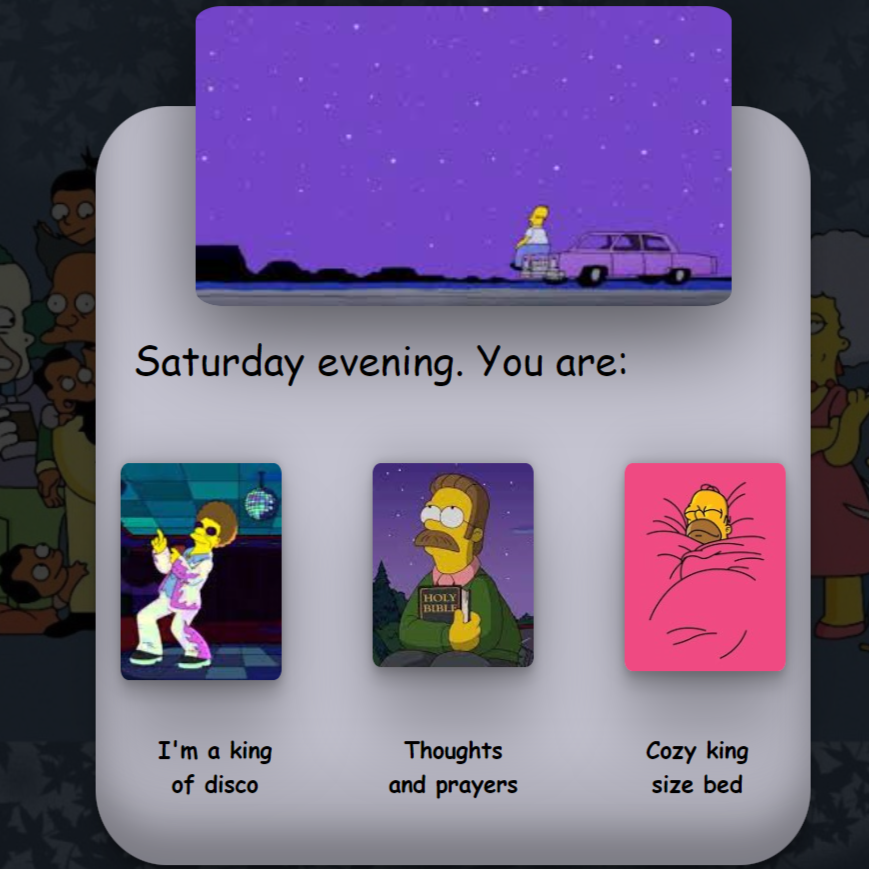 Saturday evening. You are:
HOLY
BIBLE
I'm a king
of disco
Thoughts
and prayers
Cozy king
size bed